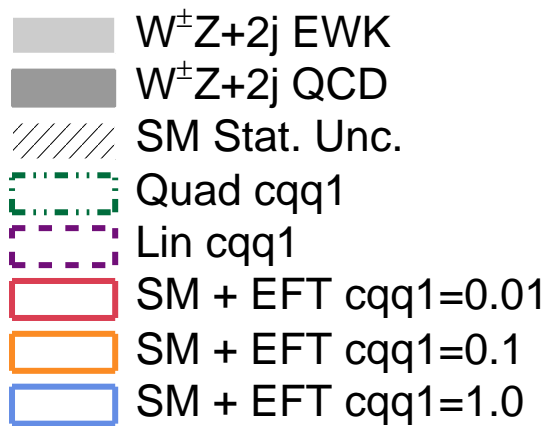 W±Z+2j EWK
W±Z+2j QCD
SM Stat. Unc.
Quad cqq1
Lin cqq1
SM + EFT cqq1=0.01
SM + EFT cqq1=0.1
SM + EFT cqq1=1.0